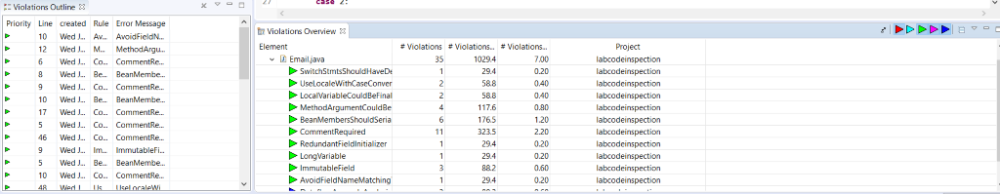 Violations Outline
Priority Line created Rule Error Message
10 Wed J... Av... AvoidFieldN...
12 Wed J... M... MethodArgu...
6 Wed J... Co... CommentRe...
8 Wed J... Be... BeanMembe...
9 Wed J... Co... CommentRe...
10 Wed J... Be... BeanMembe...
17 Wed J... Co... CommentRe...
5 Wed J... Co... CommentRe...
46 Wed J... Co... CommentRe...
9 Wed J... Im... ImmutableFi...
5 Wed J... Be... BeanMembe...
10 Wed J... Co... CommentRe...
48 Wed J... Us... UseLocaleWi...
27 case 2:
Violations Overview
Element # Violations # Violations... # Violations... Project
Email.java 35 1029.4 7.00 labcodeinspection
SwitchStmtsShouldHaveDe 1 29.4 0.20 labcodeinspection
UseLocaleWithCaseConver 2 58.8 0.40 labcodeinspection
LocalVariableCouldBeFinal 2 58.8 0.40 labcodeinspection
MethodArgumentCouldBe 4 117.6 0.80 labcodeinspection
BeanMembersShouldSeria 6 176.5 1.20 labcodeinspection
CommentRequired 11 323.5 2.20 labcodeinspection
RedundantFieldInitializer 1 29.4 0.20 labcodeinspection
LongVariable 1 29.4 0.20 labcodeinspection
ImmutableField 3 88.2 0.60 labcodeinspection
AvoidFieldNameMatching 1 29.4 0.20 labcodeinspection